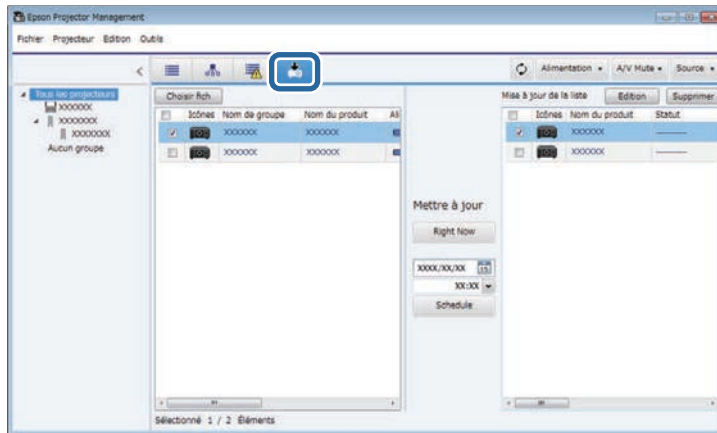 Epson Projector Management
Fichier Projecteur Edition Outils
< Alimentation A/V Mute Source
Tous les projecteurs
XXXXXX
XXXXXXX
XXXXXXX
Aucun groupe
Choisir fich.
Icônes Nom de groupe Nom du produit Ali
XXXXXX XXXXXX
XXXXXX XXXXXX
Sélectionné 1 / 2 Éléments
Mettre à jour
Right Now
XXXX/XX/XX 15
XX:XX
Schedule
Mise à jour de la liste Edition Supprimer
Icônes Nom du produit Statut
XXXXXX ----------
XXXXXX ----------